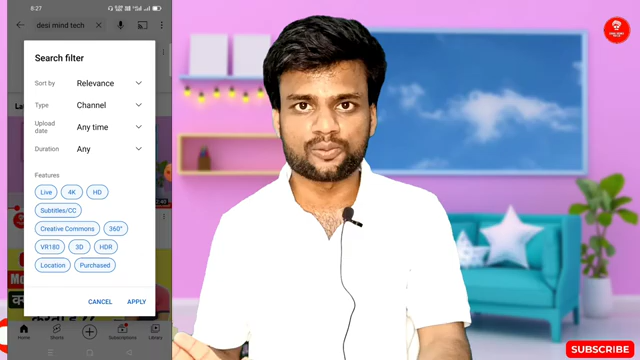 8:27
desi mind tech
Search filter
Sort by Relevance
Type Channel
Upload date Any time
Duration Any
Features
Live 4K HD
Subtitles/CC
Creative Commons 360°
VR180 3D HDR
Location Purchased
CANCEL APPLY
Home Shorts Subscriptions Library
SUBSCRIBE